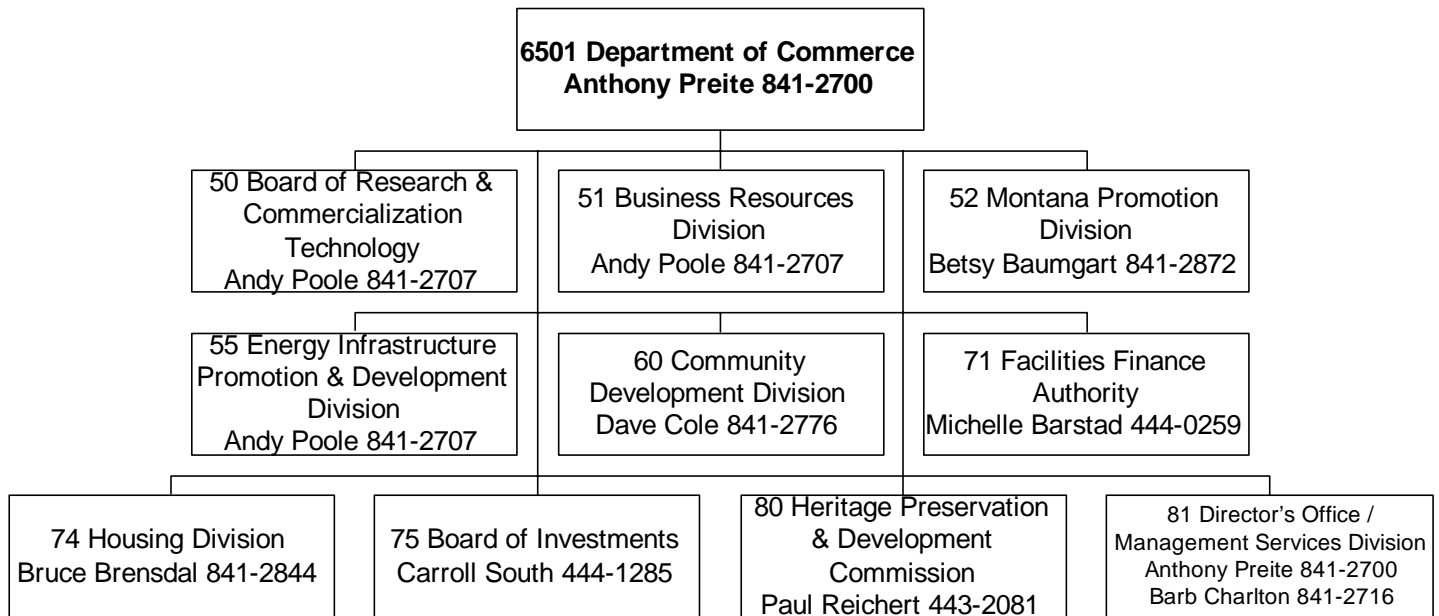 6501 Department of Commerce
Anthony Preite 841-2700
50 Board of Research &
Commercialization
Technology
Andy Poole 841-2707
51 Business Resources
Division
Andy Poole 841-2707
52 Montana Promotion
Division
Betsy Baumgart 841-2872
55 Energy Infrastructure
Promotion & Development
Division
Andy Poole 841-2707
60 Community
Development Division
Dave Cole 841-2776
71 Facilities Finance
Authority
Michelle Barstad 444-0259
74 Housing Division
Bruce Brensdal 841-2844
75 Board of Investments
Carroll South 444-1285
80 Heritage Preservation
& Development
Commission
Paul Reichert 443-2081
81 Director's Office /
Management Services Division
Anthony Preite 841-2700
Barb Charlton 841-2716